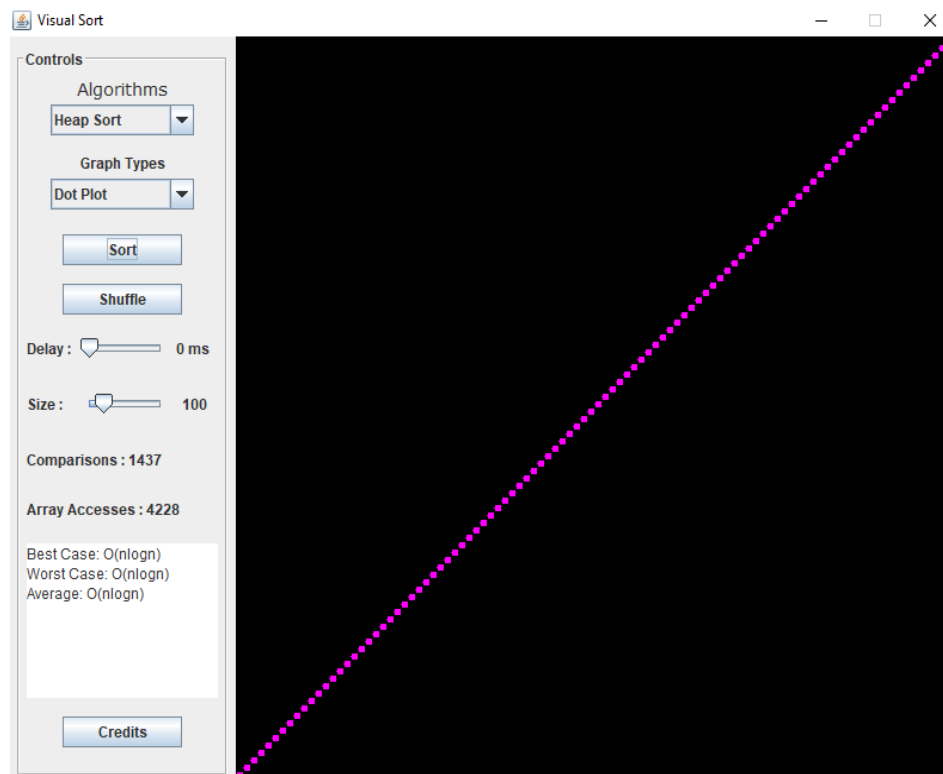 Visual Sort
Controls
Algorithms
Heap Sort
Graph Types
Dot Plot
Sort
Shuffle
Delay : 0 ms
Size : 100
Comparisons : 1437
Array Accesses : 4228
Best Case: O(nlogn)
Worst Case: O(nlogn)
Average: O(nlogn)
Credits